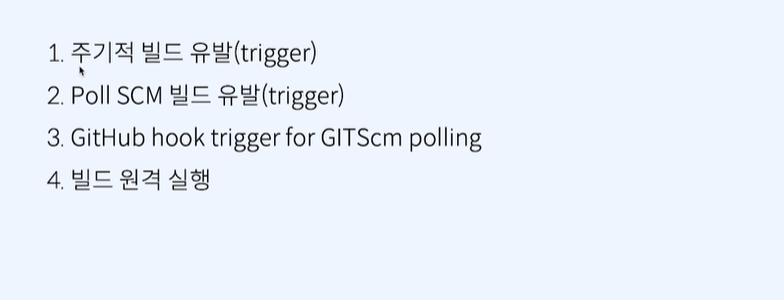 1. 주기적 빌드 유발(trigger)
2. Poll SCM 빌드 유발(trigger)
3. GitHub hook trigger for GITScm polling
4. 빌드 원격 실행